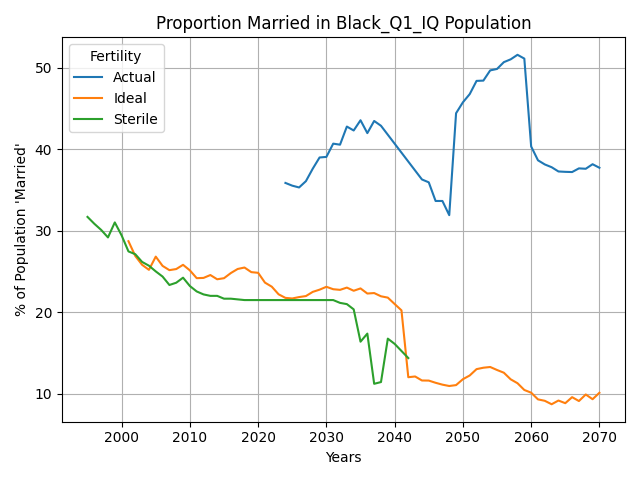 Proportion Married in Black_Q1_IQ Population
% of Population 'Married'
Fertility
Actual
Ideal
Sterile
50
40
30
20
10
2000 2010 2020 2030 2040 2050 2060 2070
Years